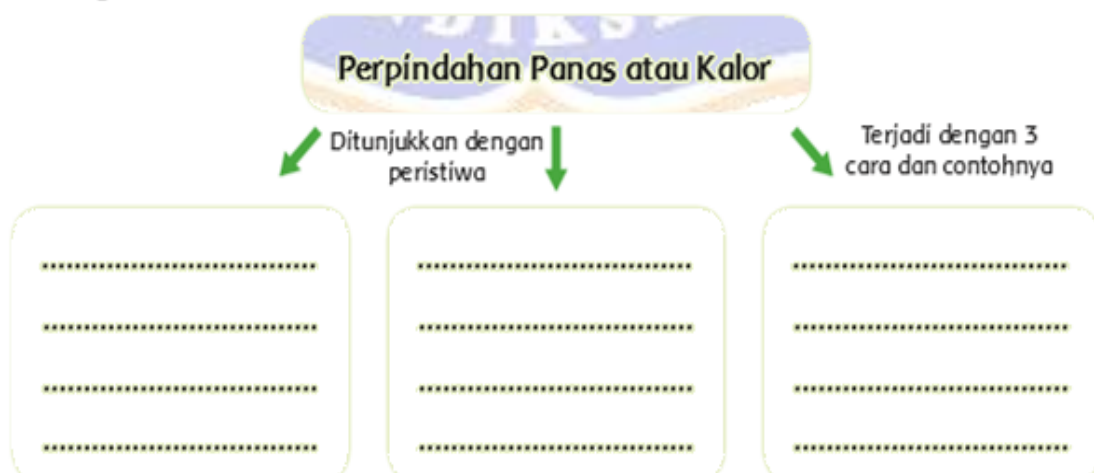 Perpindahan Panas atau Kalor
Ditunjukkan dengan
peristiwa
Terjadi dengan 3
cara dan contohnya